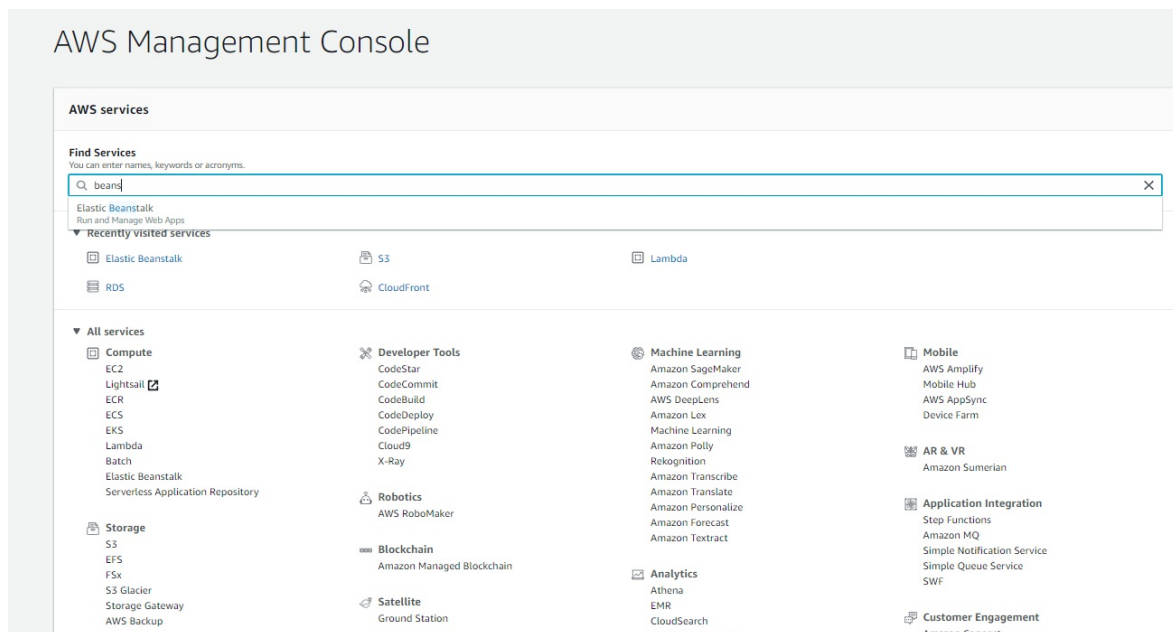 AWS Management Console
AWS services
Find Services
You can enter names, keywords or acronyms.
beans
Elastic Beanstalk
Run and Manage Web Apps
Recently visited services
Elastic Beanstalk
S3
Lambda
RDS
CloudFront
All services
Compute
EC2
Lightsail
ECR
ECS
EKS
Lambda
Batch
Elastic Beanstalk
Serverless Application Repository
Storage
S3
EFS
FSx
S3 Glacier
Storage Gateway
AWS Backup
Developer Tools
CodeStar
CodeCommit
CodeBuild
CodeDeploy
CodePipeline
Cloud9
X-Ray
Robotics
AWS RoboMaker
Blockchain
Amazon Managed Blockchain
Satellite
Ground Station
Machine Learning
Amazon SageMaker
Amazon Comprehend
AWS DeepLens
Amazon Lex
Machine Learning
Amazon Polly
Rekognition
Amazon Transcribe
Amazon Translate
Amazon Personalize
Amazon Forecast
Amazon Textract
Analytics
Athena
EMR
CloudSearch
Mobile
AWS Amplify
Mobile Hub
AWS AppSync
Device Farm
AR & VR
Amazon Sumerian
Application Integration
Step Functions
Amazon MQ
Simple Notification Service
Simple Queue Service
SWF
Customer Engagement